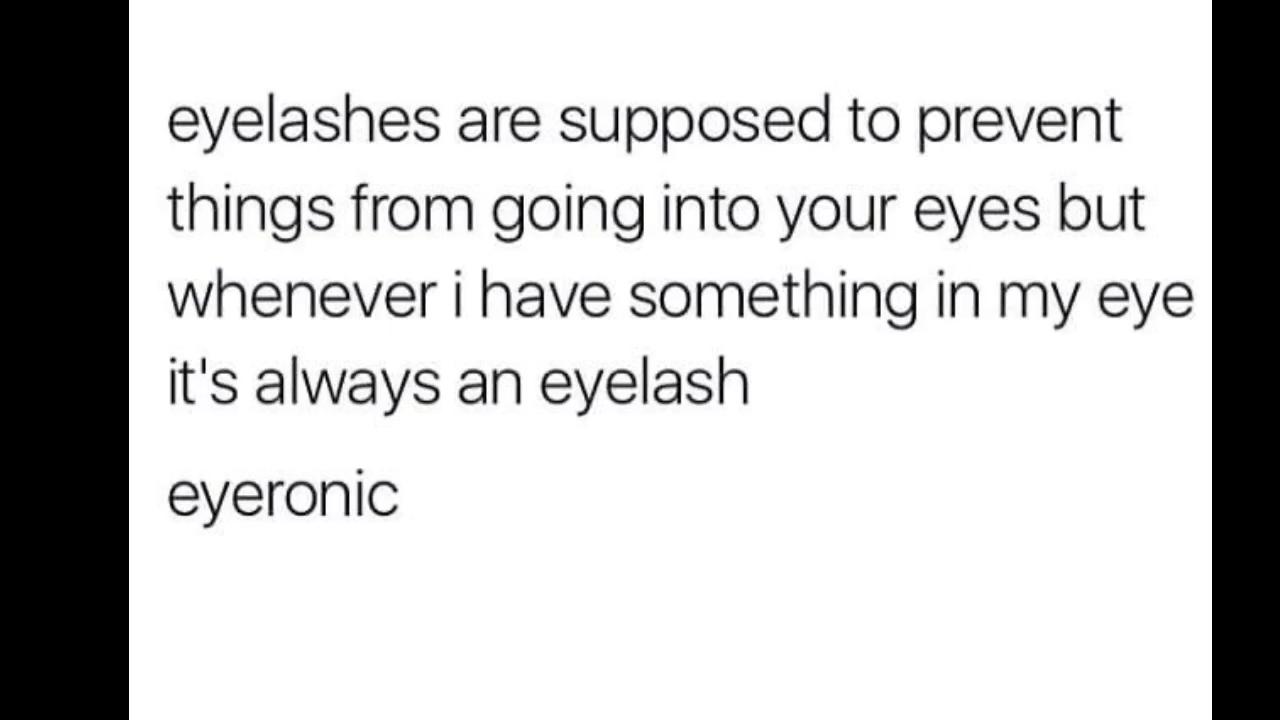 eyelashes are supposed to prevent
things from going into your eyes but
whenever i have something in my eye
it's always an eyelash
eyeronic